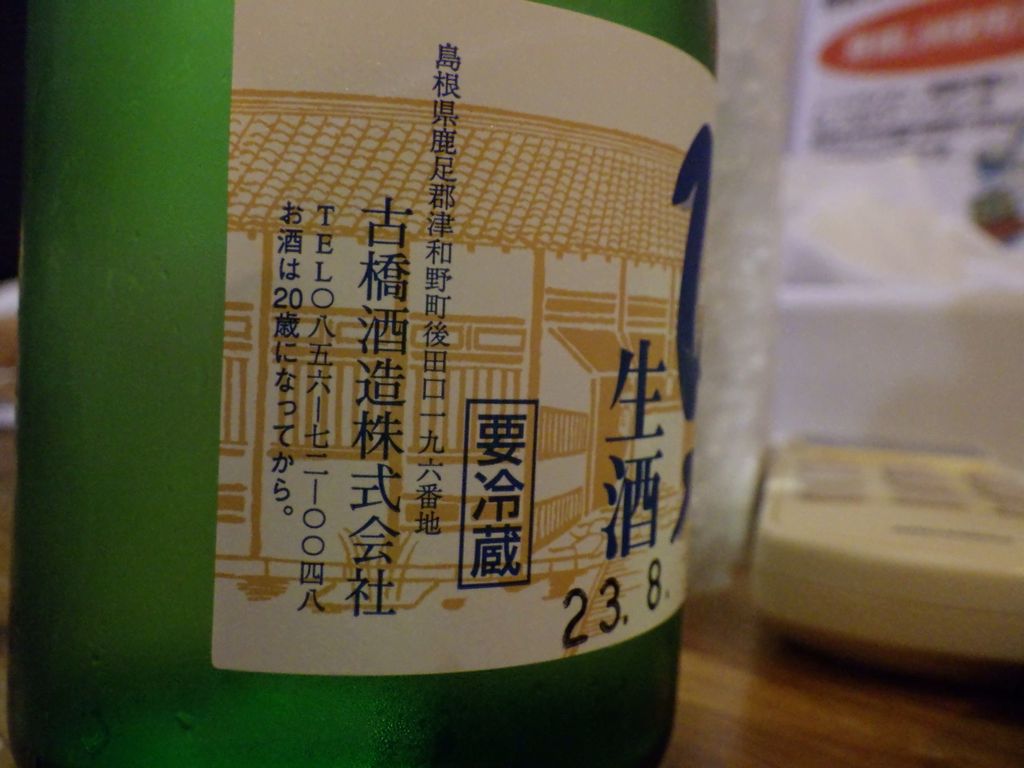 生酒
23.8.
要冷蔵
島根県鹿足郡津和野町後田口一九六番地
古橋酒造株式会社
TEL〇八五六ー七二ー〇〇四八
お酒は20歳になってから。